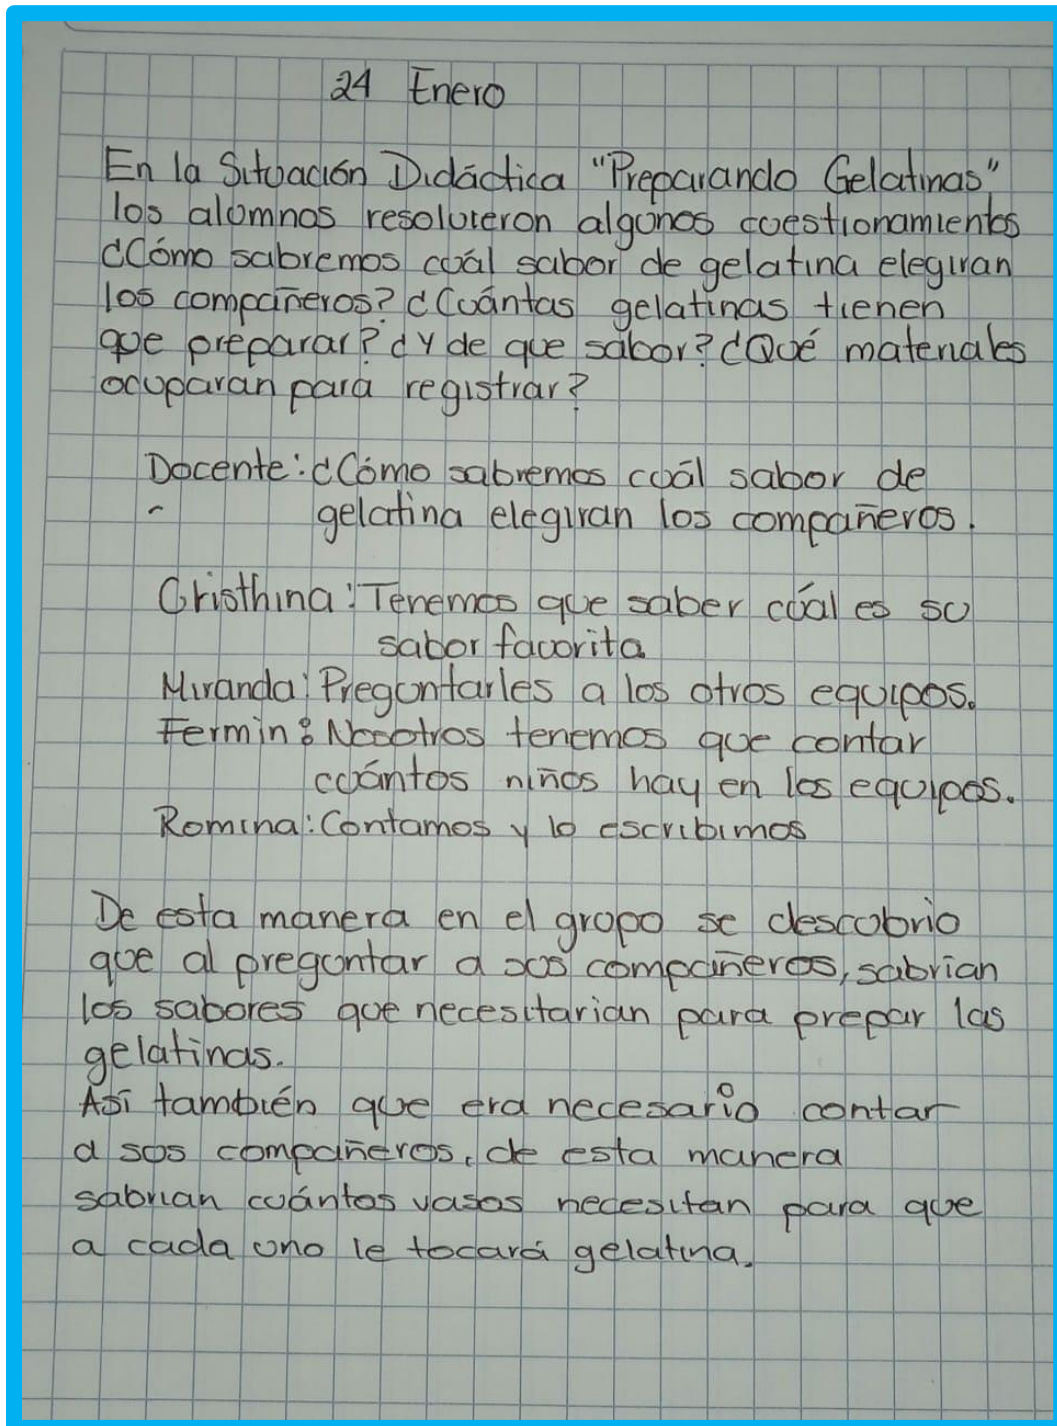 24 Enero
En la Situación Didáctica "Preparando Gelatinas"
los alumnos resolvieron algunos cuestionamientos
¿Cómo sabremos cuál sabor de gelatina elegiran
los compañeros? ¿Cuántas gelatinas tienen
que preparar? ¿Y de que sabor? ¿Qué materiales
ocuparan para registrar?
Docente: ¿Cómo sabremos cuál sabor de
gelatina elegiran los compañeros.
Cristhina: Tenemos que saber cúal es su
sabor favorita
Miranda: Preguntarles a los otros equipos.
Fermin: Nosotros tenemos que contar
cuántos niños hay en los equipos.
Romina: Contamos y lo escribimos
De esta manera en el grupo se descubrio
que al preguntar a sus compañeros, sabrian
los sabores que necesitarian para prepar las
gelatinas.
Así también que era necesario contar
a sus compañeros, de esta manera
sabrian cuántos vasos necesitan para que
a cada uno le tocará gelatina.